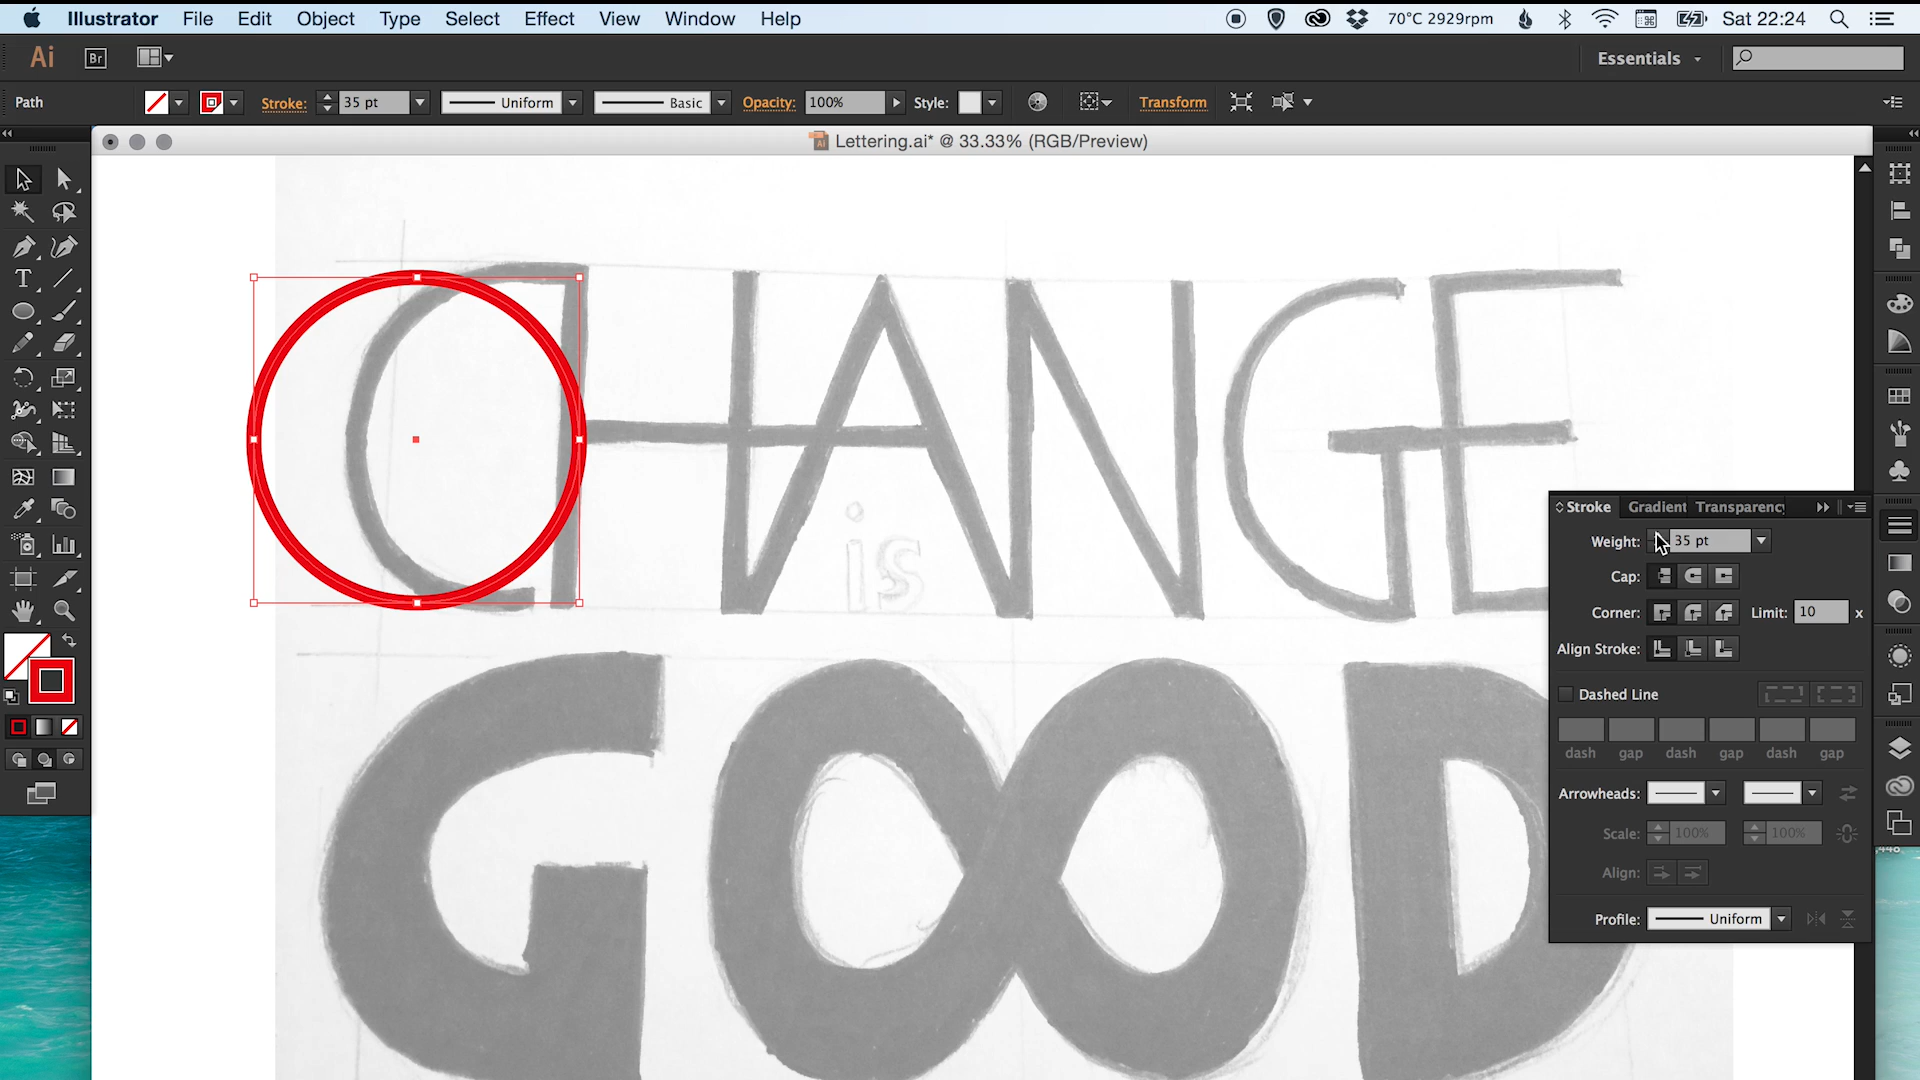 Illustrator File Edit Object Type Select Effect View Window Help 70°C 2929rpm Sat 22:24
Ai Br Essentials
Path Stroke: 35 pt Uniform Basic Opacity: 100% Style: Transform
Lettering.ai* @ 33.33% (RGB/Preview)
CHANGE
is
GOOD
Stroke Gradient Transparency
Weight: 35 pt
Cap:
Corner: Limit: 10 x
Align Stroke:
Dashed Line
dash gap dash gap dash gap
Arrowheads:
Scale: 100% 100%
Align:
Profile: Uniform